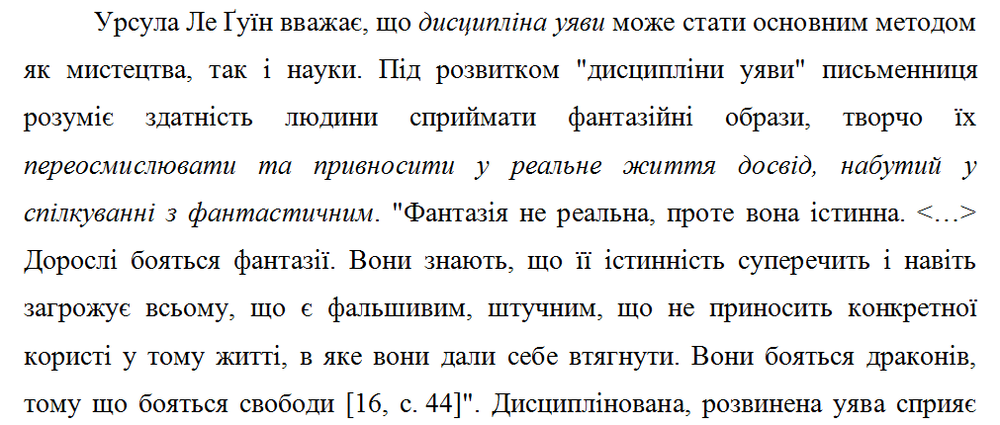 Урсула Ле Ґуїн вважає, що дисципліна уяви може стати основним методом
як мистецтва, так і науки. Під розвитком "дисципліни уяви" письменниця
розуміє здатність людини сприймати фантазійні образи, творчо їх
переосмислювати та привносити у реальне життя досвід, набутий у
спілкуванні з фантастичним. "Фантазія не реальна, проте вона істинна. <…>
Дорослі бояться фантазії. Вони знають, що її істинність суперечить і навіть
загрожує всьому, що є фальшивим, штучним, що не приносить конкретної
користі у тому житті, в яке вони дали себе втягнути. Вони бояться драконів,
тому що бояться свободи [16, с. 44]". Дисциплінована, розвинена уява сприяє